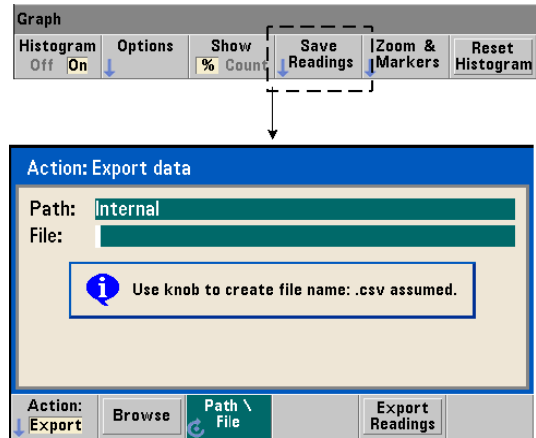 Graph
Histogram Options Show Save Zoom & Reset
Off On % Count Readings Markers Histogram
Action: Export data
Path: Internal
File:
Use knob to create file name: .csv assumed.
Action: Browse Path \ Export
Export File Readings